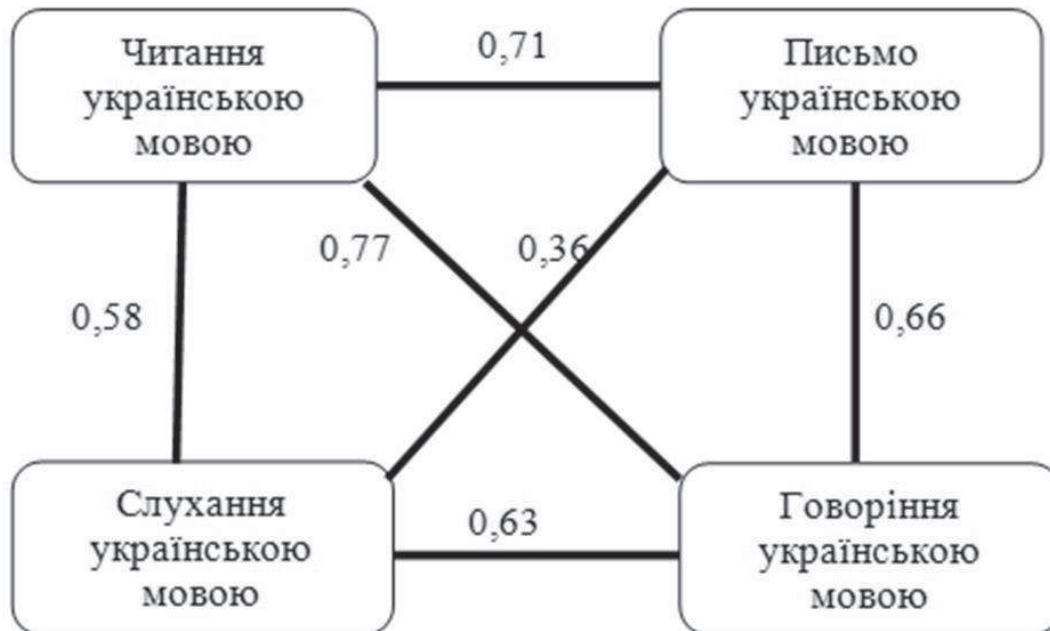 Читання
українською
мовою
0,71
Письмо
українською
мовою
0,77
0,36
0,58
0,66
Слухання
українською
мовою
0,63
Говоріння
українською
мовою